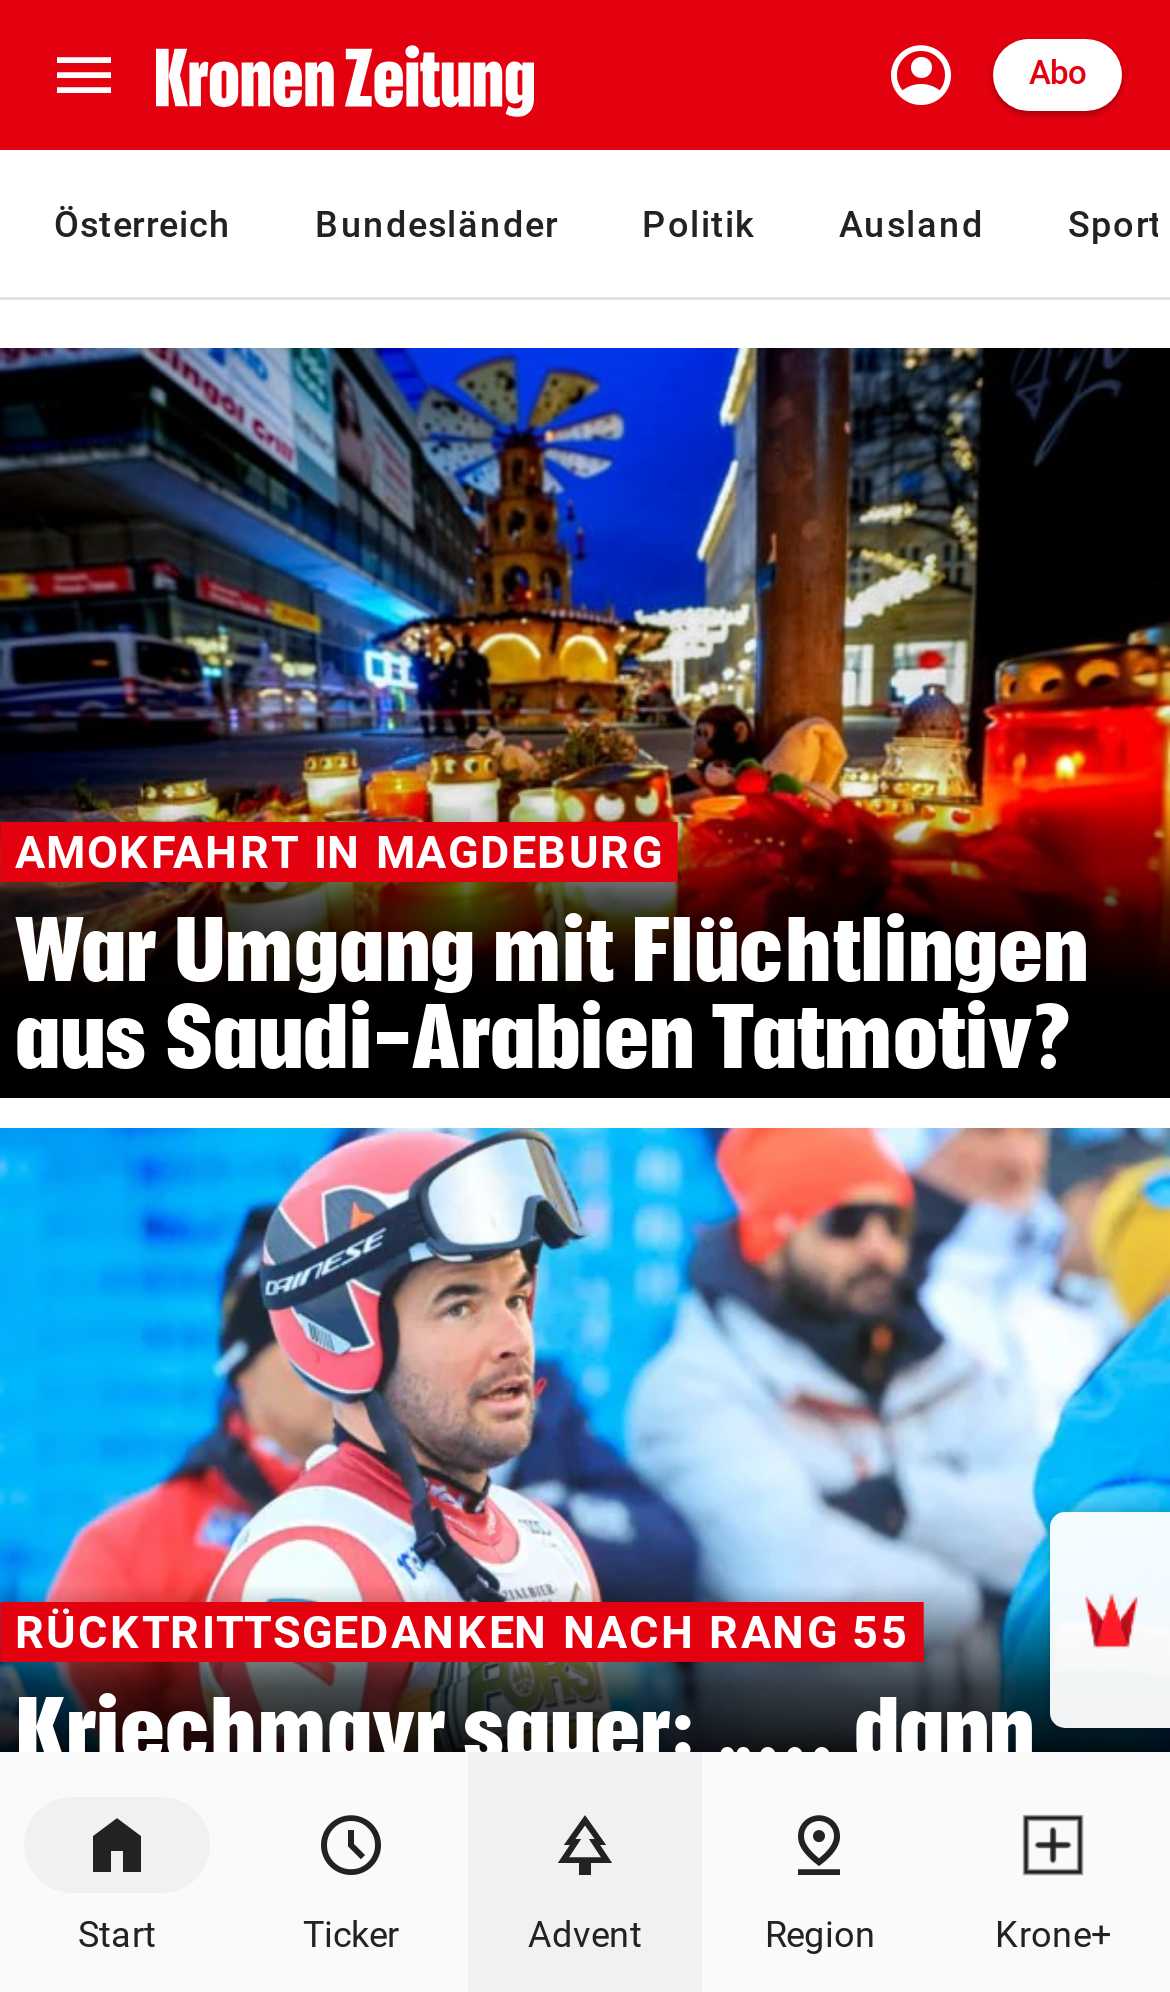 Kronen Zeitung
Abo
Österreich
Bundesländer
Politik
Ausland
Sport
AMOKFAHRT IN MAGDEBURG
War Umgang mit Flüchtlingen
aus Saudi-Arabien Tatmotiv?
DAINESE
RÜCKTRITTSGEDANKEN NACH RANG 55
Kriechmayr sauer: „... dann
Start
Ticker
Advent
Region
Krone+